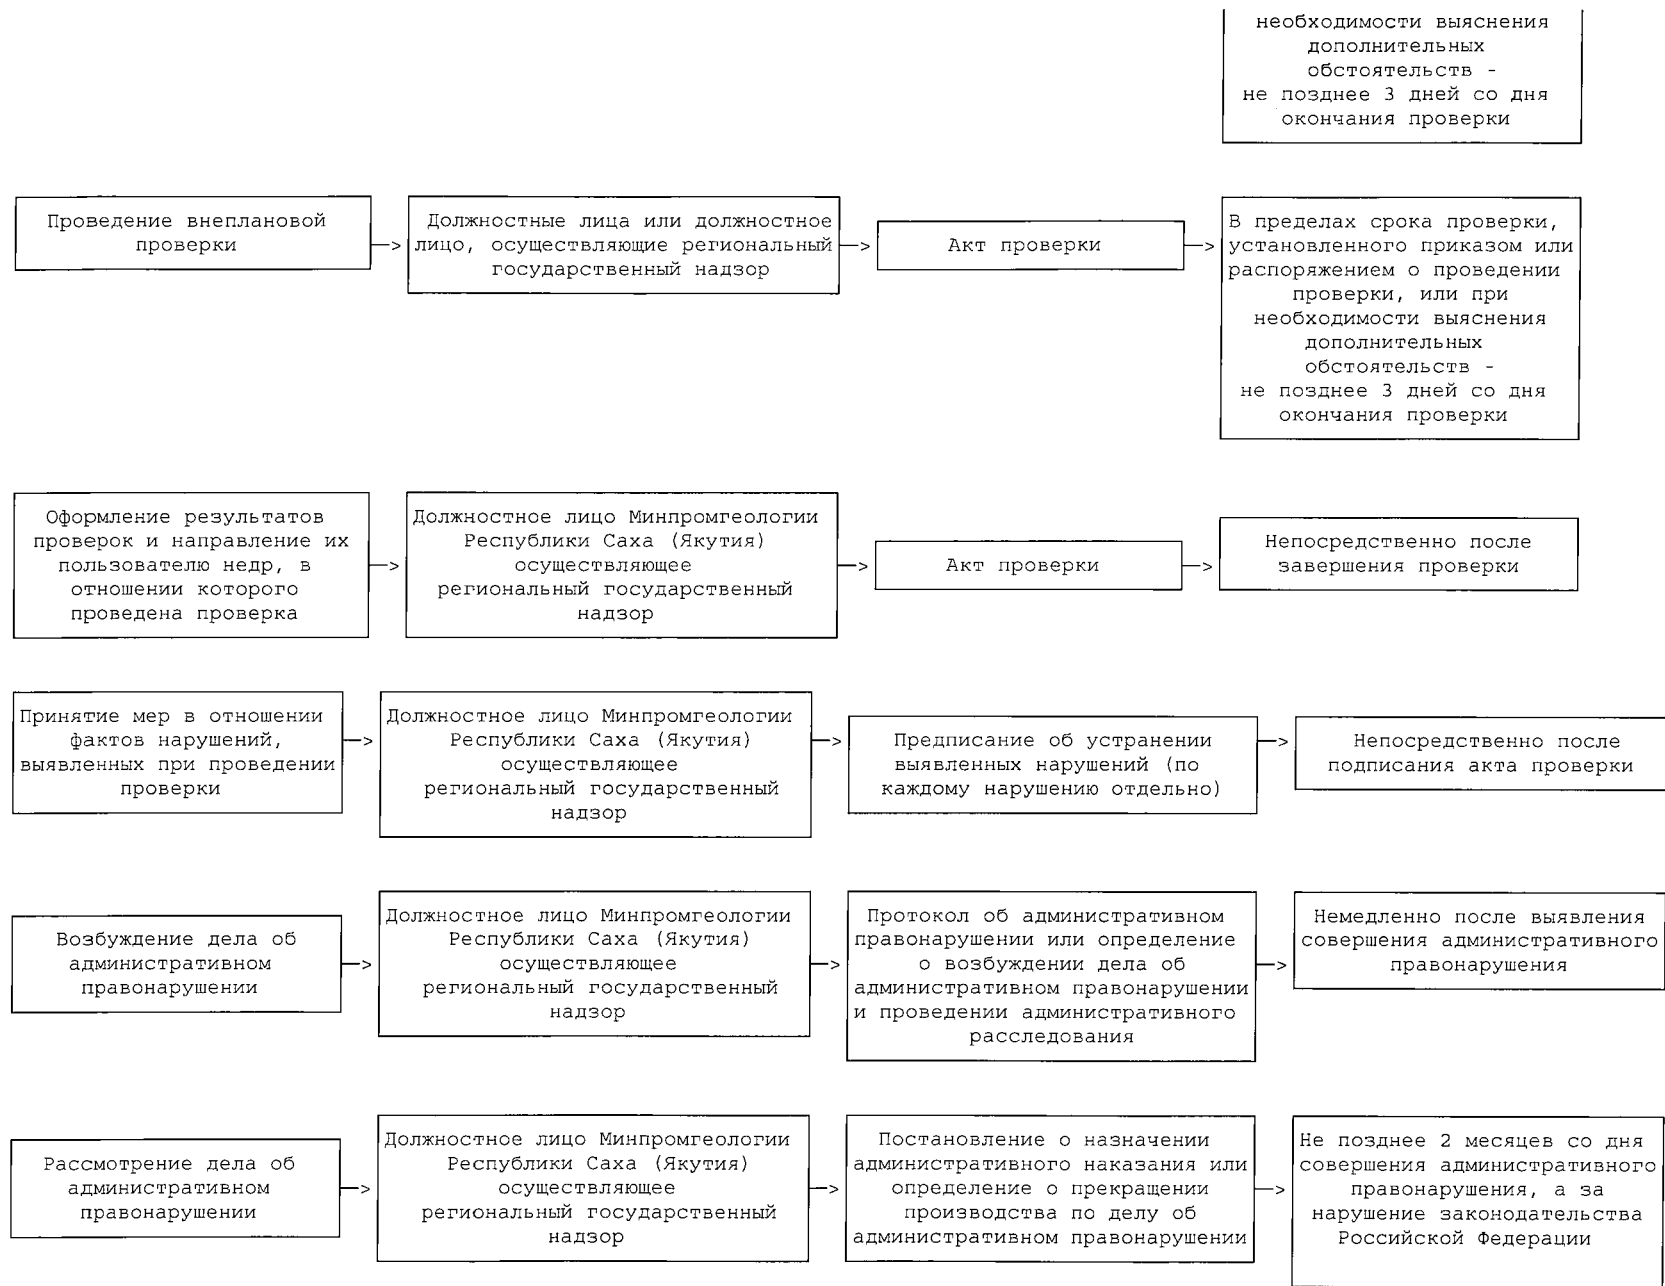 необходимости выяснения
дополнительных
обстоятельств -
не позднее 3 дней со дня
окончания проверки
Проведение внеплановой
проверки
—>
Должностные лица или должностное
лицо, осуществляющие региональный
государственный надзор
—>
Акт проверки
—>
В пределах срока проверки,
установленного приказом или
распоряжением о проведении
проверки, или при
необходимости выяснения
дополнительных
обстоятельств -
не позднее 3 дней со дня
окончания проверки
Оформление результатов
проверок и направление их
пользователю недр, в
отношении которого
проведена проверка
—>
Должностное лицо Минпромгеологии
Республики Саха (Якутия)
осуществляющее
региональный государственный
надзор
—>
Акт проверки
—>
Непосредственно после
завершения проверки
Принятие мер в отношении
фактов нарушений,
выявленных при проведении
проверки
—>
Должностное лицо Минпромгеологии
Республики Саха (Якутия)
осуществляющее
региональный государственный
надзор
—>
Предписание об устранении
выявленных нарушений (по
каждому нарушению отдельно)
—>
Непосредственно после
подписания акта проверки
Возбуждение дела об
административном
правонарушении
—>
Должностное лицо Минпромгеологии
Республики Саха (Якутия)
осуществляющее
региональный государственный
надзор
—>
Протокол об административном
правонарушении или определение
о возбуждении дела об
административном правонарушении
и проведении административного
расследования
—>
Немедленно после выявления
совершения административного
правонарушения
Рассмотрение дела об
административном
правонарушении
—>
Должностное лицо Минпромгеологии
Республики Саха (Якутия)
осуществляющее
региональный государственный
надзор
—>
Постановление о назначении
административного наказания или
определение о прекращении
производства по делу об
административном правонарушении
—>
Не позднее 2 месяцев со дня
совершения административного
правонарушения, а за
нарушение законодательства
Российской Федерации